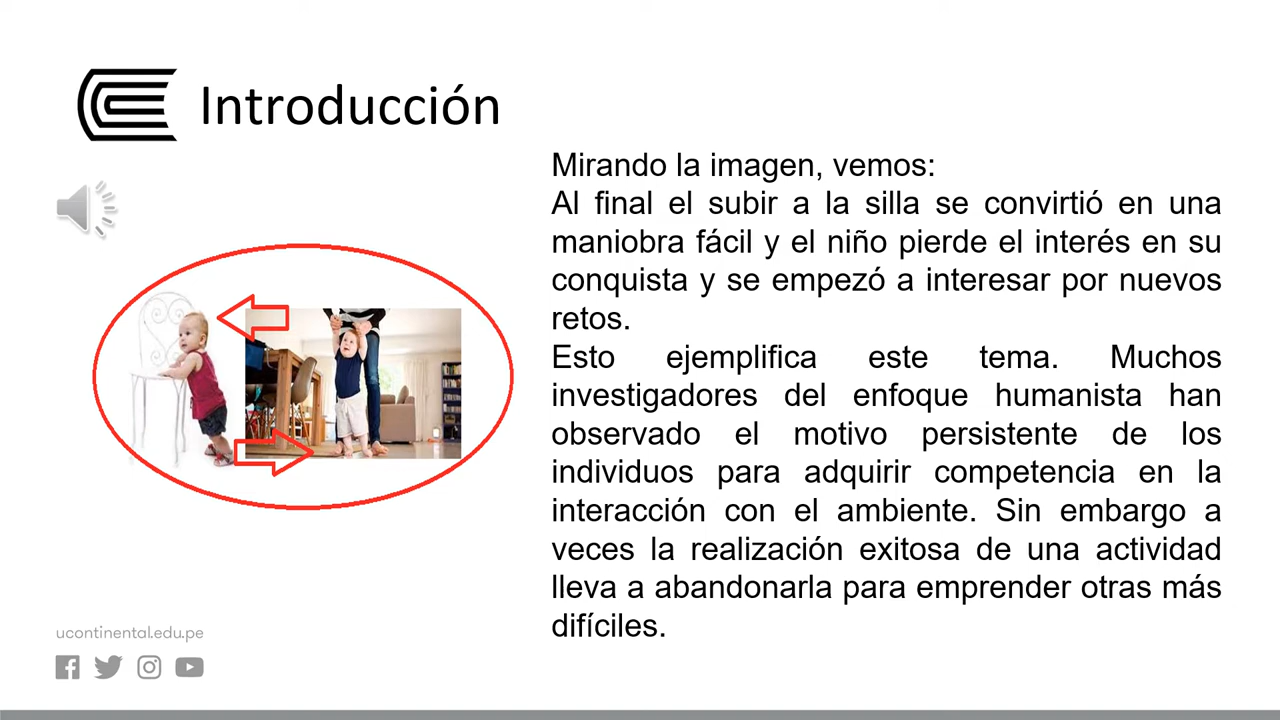 Introducción
Mirando la imagen, vemos:
Al final el subir a la silla se convirtió en una
maniobra fácil y el niño pierde el interés en su
conquista y se empezó a interesar por nuevos
retos.
Esto ejemplifica este tema. Muchos
investigadores del enfoque humanista han
observado el motivo persistente de los
individuos para adquirir competencia en la
interacción con el ambiente. Sin embargo a
veces la realización exitosa de una actividad
lleva a abandonarla para emprender otras más
difíciles.
ucontinental.edu.pe